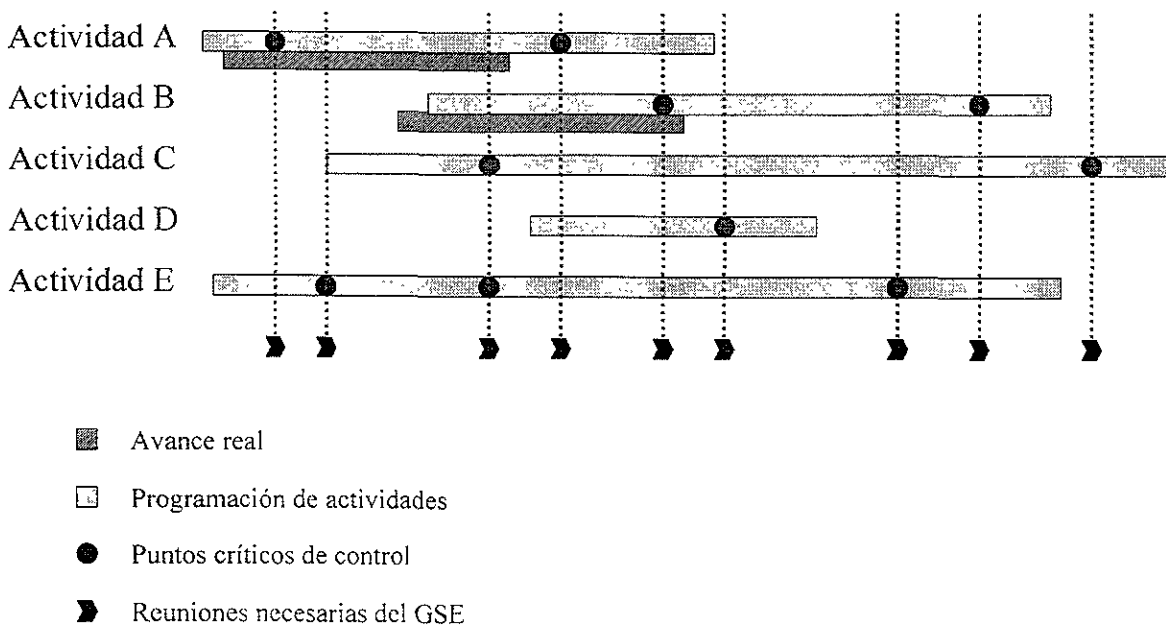 Actividad A
Actividad B
Actividad C
Actividad D
Actividad E
Avance real
Programación de actividades
Puntos críticos de control
Reuniones necesarias del GSE